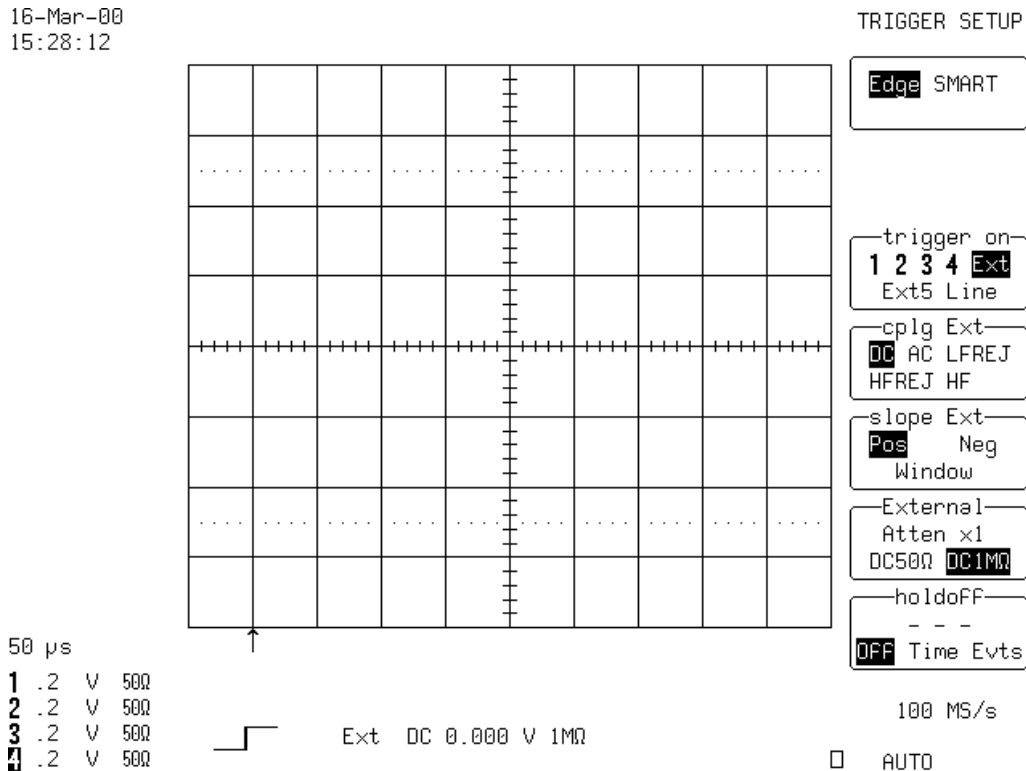 16-Mar-00
15:28:12
TRIGGER SETUP
Edge SMART
trigger on
1 2 3 4 Ext
Ext5 Line
cplg Ext
DC AC LFREJ
HFREJ HF
slope Ext
Pos Neg
Window
External
Atten x1
DC50Ω DC1MΩ
holdoff
- - -
OFF Time Evts
50 µs
1 .2 V 50Ω
2 .2 V 50Ω
3 .2 V 50Ω
4 .2 V 50Ω
Ext DC 0.000 V 1MΩ
100 MS/s
AUTO